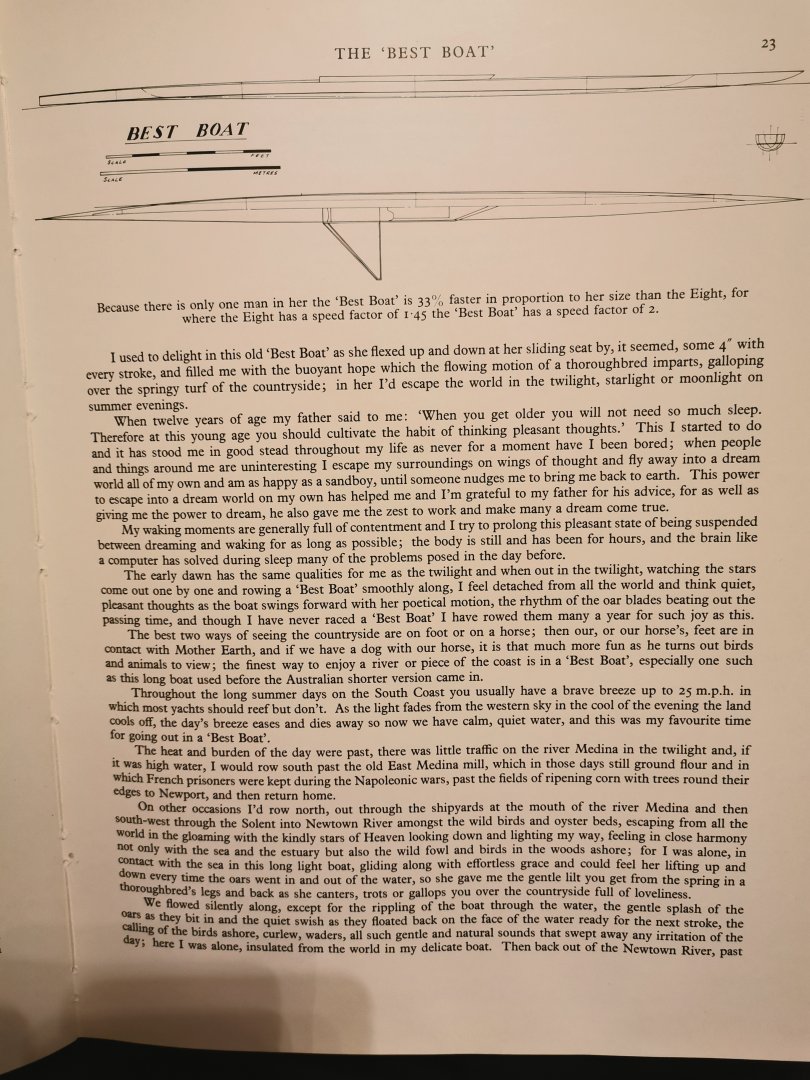 THE ‘BEST BOAT’
23
BEST BOAT
SCALE FEET
SCALE METRES
Because there is only one man in her the ‘Best Boat’ is 33% faster in proportion to her size than the Eight, for
where the Eight has a speed factor of 1·45 the ‘Best Boat’ has a speed factor of 2.
I used to delight in this old ‘Best Boat’ as she flexed up and down at her sliding seat by, it seemed, some 4″ with
every stroke, and filled me with the buoyant hope which the flowing motion of a thoroughbred imparts, galloping
over the springy turf of the countryside; in her I’d escape the world in the twilight, starlight or moonlight on
summer evenings.
When twelve years of age my father said to me: ‘When you get older you will not need so much sleep.
Therefore at this young age you should cultivate the habit of thinking pleasant thoughts.’ This I started to do
and it has stood me in good stead throughout my life as never for a moment have I been bored; when people
and things around me are uninteresting I escape my surroundings on wings of thought and fly away into a dream
world all of my own and am as happy as a sandboy, until someone nudges me to bring me back to earth. This power
to escape into a dream world on my own has helped me and I’m grateful to my father for his advice, for as well as
giving me the power to dream, he also gave me the zest to work and make many a dream come true.
My waking moments are generally full of contentment and I try to prolong this pleasant state of being suspended
between dreaming and waking for as long as possible; the body is still and has been for hours, and the brain like
a computer has solved during sleep many of the problems posed in the day before.
The early dawn has the same qualities for me as the twilight and when out in the twilight, watching the stars
come out one by one and rowing a ‘Best Boat’ smoothly along, I feel detached from all the world and think quiet,
pleasant thoughts as the boat swings forward with her poetical motion, the rhythm of the oar blades beating out the
passing time, and though I have never raced a ‘Best Boat’ I have rowed them many a year for such joy as this.
The best two ways of seeing the countryside are on foot or on a horse; then our, or our horse’s, feet are in
contact with Mother Earth, and if we have a dog with our horse, it is that much more fun as he turns out birds
and animals to view; the finest way to enjoy a river or piece of the coast is in a ‘Best Boat’, especially one such
as this long boat used before the Australian shorter version came in.
Throughout the long summer days on the South Coast you usually have a brave breeze up to 25 m.p.h. in
which most yachts should reef but don’t. As the light fades from the western sky in the cool of the evening the land
cools off, the day’s breeze eases and dies away so now we have calm, quiet water, and this was my favourite time
for going out in a ‘Best Boat’.
The heat and burden of the day were past, there was little traffic on the river Medina in the twilight and, if
it was high water, I would row south past the old East Medina mill, which in those days still ground flour and in
which French prisoners were kept during the Napoleonic wars, past the fields of ripening corn with trees round their
edges to Newport, and then return home.
On other occasions I’d row north, out through the shipyards at the mouth of the river Medina and then
south-west through the Solent into Newtown River amongst the wild birds and oyster beds, escaping from all the
world in the gloaming with the kindly stars of Heaven looking down and lighting my way, feeling in close harmony
not only with the sea and the estuary but also the wild fowl and birds in the woods ashore; for I was alone, in
contact with the sea in this long light boat, gliding along with effortless grace and could feel her lifting up and
down every time the oars went in and out of the water, so she gave me the gentle lilt you get from the spring in a
thoroughbred’s legs and back as she canters, trots or gallops you over the countryside full of loveliness.
We flowed silently along, except for the rippling of the boat through the water, the gentle splash of the
oars as they bit in and the quiet swish as they floated back on the face of the water ready for the next stroke, the
calling of the birds ashore, curlew, waders, all such gentle and natural sounds that swept away any irritation of the
day; here I was alone, insulated from the world in my delicate boat. Then back out of the Newtown River, past